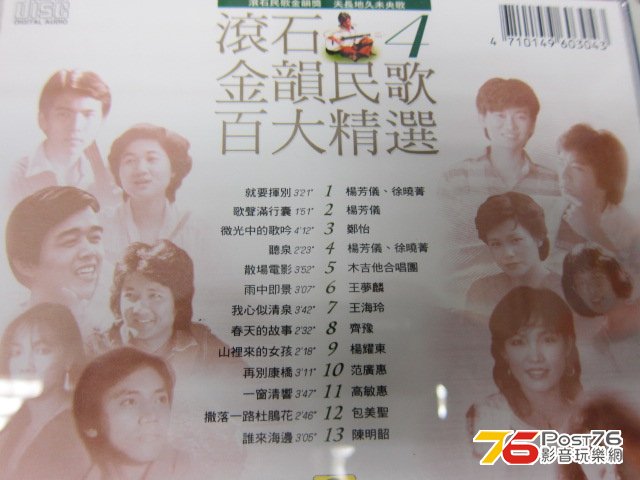 滾石民歌金韻獎 天長地久未央歌
DIGITAL AUDIO
滾石 4
金韻民歌
百大精選
4 710149 603043
就要揮別 3'21" 1 楊芳儀、徐曉菁
歌聲滿行囊 1'51" 2 楊芳儀
微光中的歌吟 4'12" 3 鄭怡
聽泉 2'23" 4 楊芳儀、徐曉菁
散場電影 3'52" 5 木吉他合唱團
雨中即景 3'07" 6 王夢麟
我心似清泉 3'42" 7 王海玲
春天的故事 2'32" 8 齊豫
山裡來的女孩 2'18" 9 楊耀東
再別康橋 3'11" 10 范廣惠
一窗清響 3'47" 11 高敏惠
撒落一路杜鵑花 2'46" 12 包美聖
誰來海邊 3'05" 13 陳明韶
76 Post76
影音玩樂網